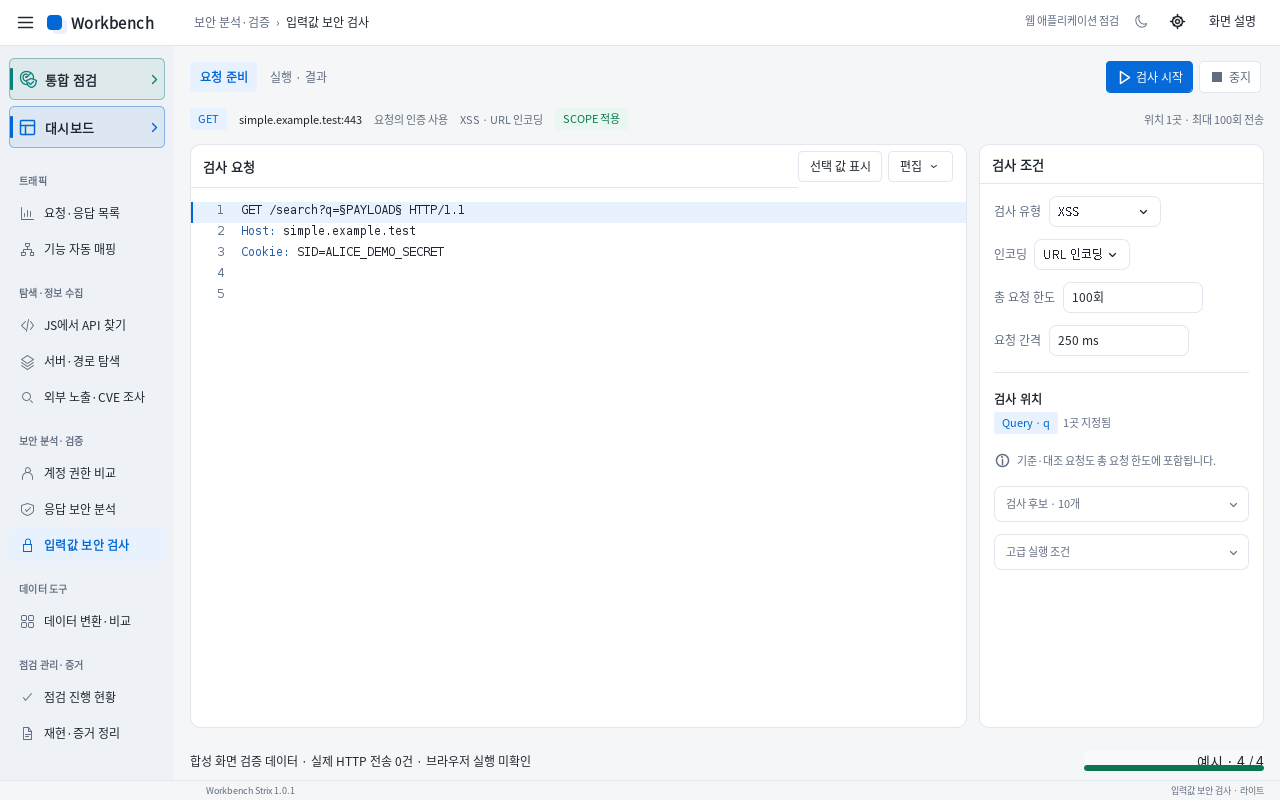 Workbench
보안 분석·검증 › 입력값 보안 검사
웹 애플리케이션 점검
화면 설명
통합 점검
대시보드
트래픽
요청·응답 목록
기능 자동 매핑
탐색·정보 수집
JS에서 API 찾기
서버·경로 탐색
외부 노출·CVE 조사
보안 분석·검증
계정 권한 비교
응답 보안 분석
입력값 보안 검사
데이터 도구
데이터 변환·비교
점검 관리·증거
점검 진행 현황
재현·증거 정리
요청 준비 실행 · 결과
검사 시작 중지
GET simple.example.test:443 요청의 인증 사용 XSS · URL 인코딩 SCOPE 적용
위치 1곳 · 최대 100회 전송
검사 요청
선택 값 표시 편집
1 GET /search?q=§PAYLOAD§ HTTP/1.1
2 Host: simple.example.test
3 Cookie: SID=ALICE_DEMO_SECRET
4
5
검사 조건
검사 유형 XSS
인코딩 URL 인코딩
총 요청 한도 100회
요청 간격 250 ms
검사 위치
Query · q 1곳 지정됨
기준·대조 요청도 총 요청 한도에 포함됩니다.
검사 후보 · 10개
고급 실행 조건
합성 화면 검증 데이터 · 실제 HTTP 전송 0건 · 브라우저 실행 미확인
예시 · 4 / 4
Workbench Strix 1.0.1
입력값 보안 검사 · 라이트